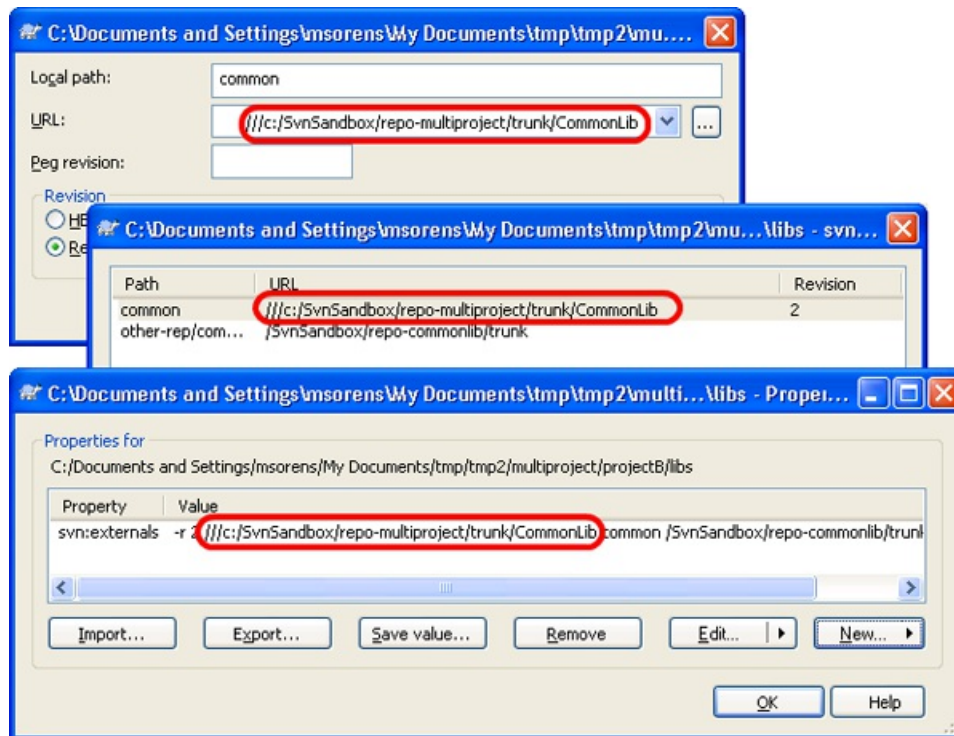 C:\Documents and Settings\msorens\My Documents\tmp\tmp2\mu....
Local path: common
URL: ///c:/SvnSandbox/repo-multiproject/trunk/CommonLib ...
Peg revision:
Revision
HE
Re
C:\Documents and Settings\msorens\My Documents\tmp\tmp2\mu...\libs - svn...
Path URL Revision
common ///c:/SvnSandbox/repo-multiproject/trunk/CommonLib 2
other-rep/com... /SvnSandbox/repo-commonlib/trunk
C:\Documents and Settings\msorens\My Documents\tmp\tmp2\multi...\libs - Proper...
Properties for
C:/Documents and Settings/msorens/My Documents/tmp/tmp2/multiproject/projectB/libs
Property Value
svn:externals -r 2 ///c:/SvnSandbox/repo-multiproject/trunk/CommonLib common /SvnSandbox/repo-commonlib/trunk
Import... Export... Save value... Remove Edit... New...
OK Help